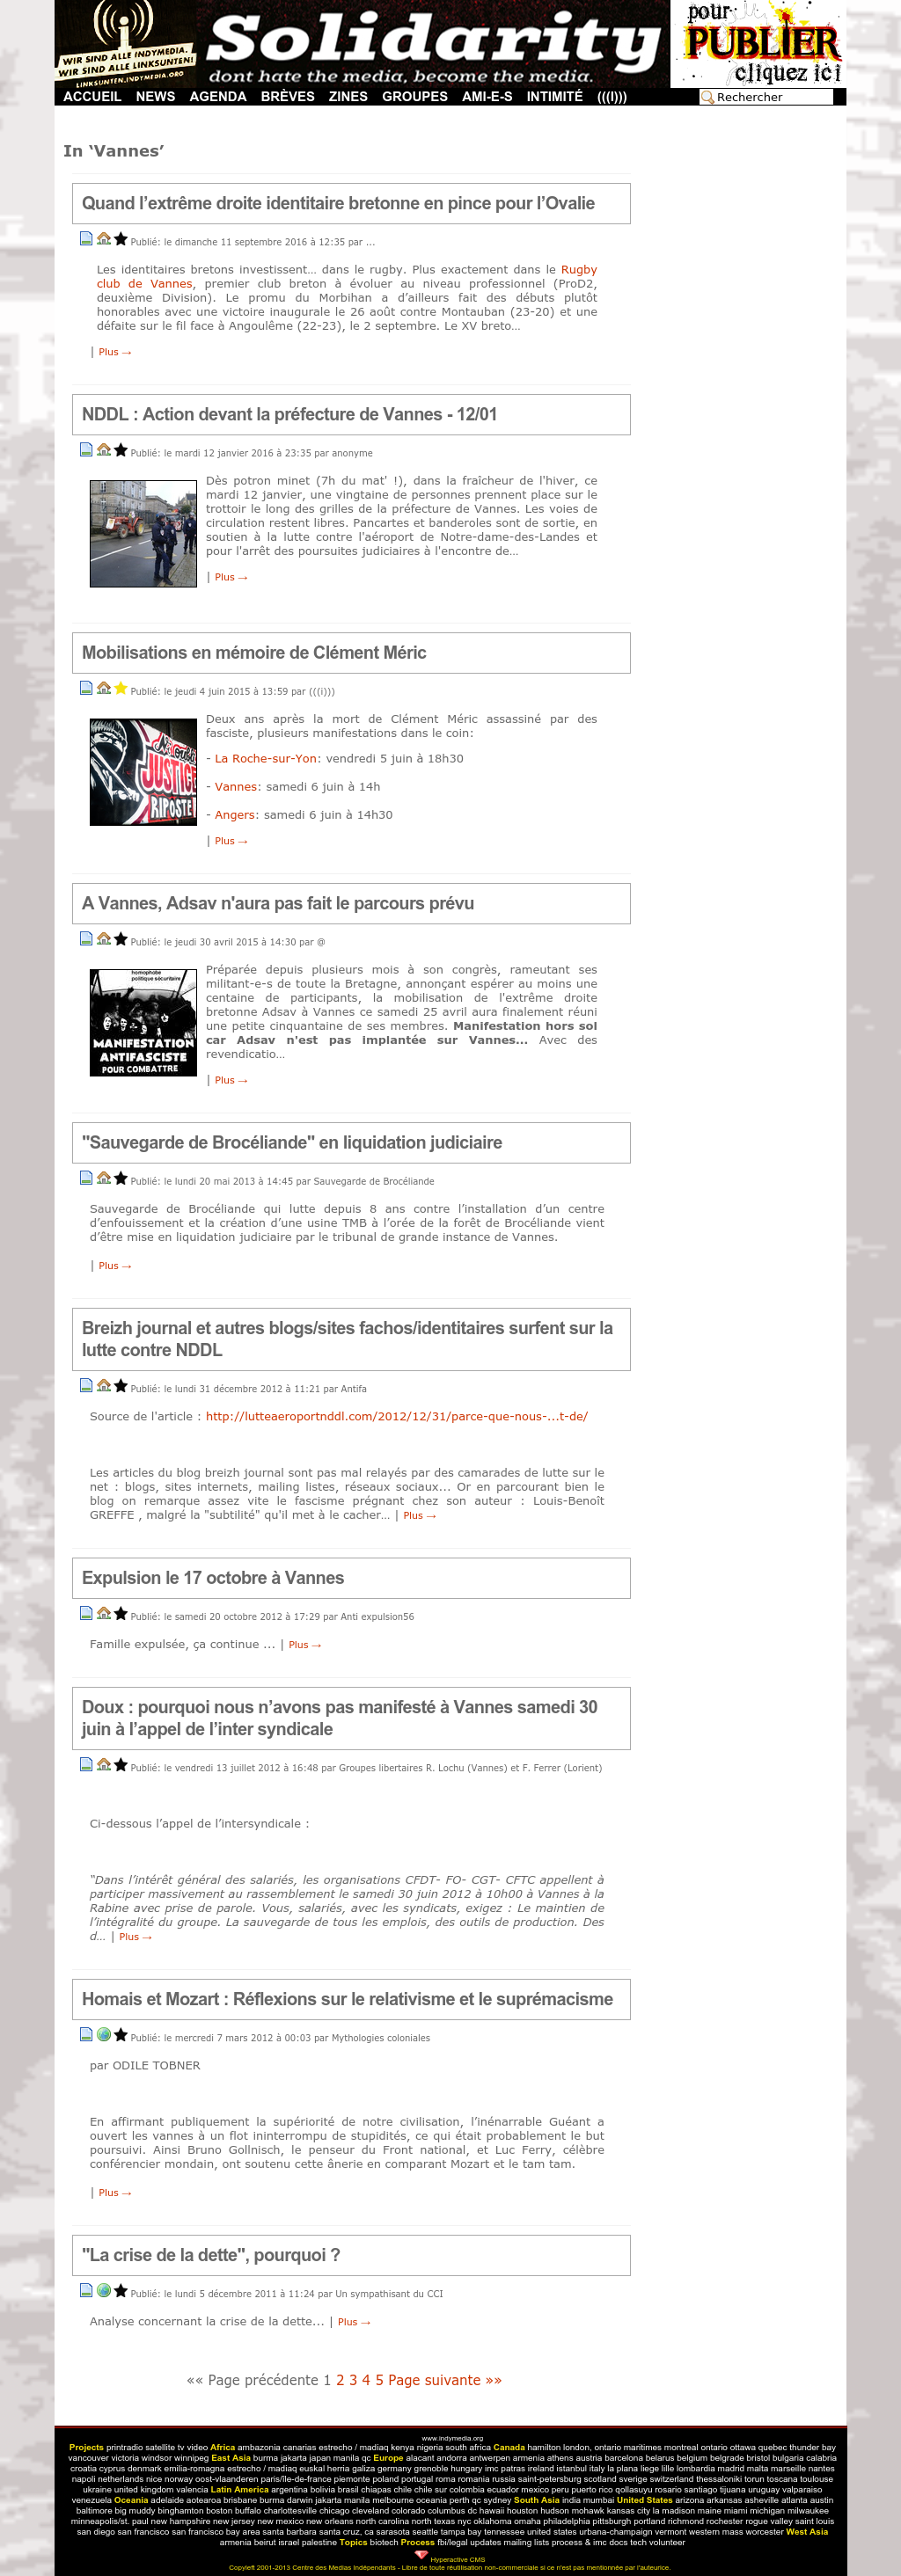 WIR SIND ALLE INDYMEDIA.
WIR SIND ALLE LINKSUNTEN!
LINKSUNTEN.INDYMEDIA.ORG
Solidarity
dont hate the media, become the media.
pour
PUBLIER
cliquez ici
ACCUEIL NEWS AGENDA BRÈVES ZINES GROUPES AMI-E-S INTIMITÉ (((I))) Rechercher
In ‘Vannes’
Quand l’extrême droite identitaire bretonne en pince pour l’Ovalie
Publié: le dimanche 11 septembre 2016 à 12:35 par ...
Les identitaires bretons investissent… dans le rugby. Plus exactement dans le Rugby
club de Vannes, premier club breton à évoluer au niveau professionnel (ProD2,
deuxième Division). Le promu du Morbihan a d’ailleurs fait des débuts plutôt
honorables avec une victoire inaugurale le 26 août contre Montauban (23-20) et une
défaite sur le fil face à Angoulême (22-23), le 2 septembre. Le XV breto…
| Plus →
NDDL : Action devant la préfecture de Vannes - 12/01
Publié: le mardi 12 janvier 2016 à 23:35 par anonyme
Dès potron minet (7h du mat' !), dans la fraîcheur de l'hiver, ce
mardi 12 janvier, une vingtaine de personnes prennent place sur le
trottoir le long des grilles de la préfecture de Vannes. Les voies de
circulation restent libres. Pancartes et banderoles sont de sortie, en
soutien à la lutte contre l'aéroport de Notre-dame-des-Landes et
pour l'arrêt des poursuites judiciaires à l'encontre de…
| Plus →
Mobilisations en mémoire de Clément Méric
Publié: le jeudi 4 juin 2015 à 13:59 par (((i)))
JUSTICE
RIPOSTE
Deux ans après la mort de Clément Méric assassiné par des
fasciste, plusieurs manifestations dans le coin:
- La Roche-sur-Yon: vendredi 5 juin à 18h30
- Vannes: samedi 6 juin à 14h
- Angers: samedi 6 juin à 14h30
| Plus →
A Vannes, Adsav n'aura pas fait le parcours prévu
Publié: le jeudi 30 avril 2015 à 14:30 par @
homophobe
politique sécuritaire
MANIFESTATION
ANTIFASCISTE
POUR COMBATTRE
Préparée depuis plusieurs mois à son congrès, rameutant ses
militant-e-s de toute la Bretagne, annonçant espérer au moins une
centaine de participants, la mobilisation de l'extrême droite
bretonne Adsav à Vannes ce samedi 25 avril aura finalement réuni
une petite cinquantaine de ses membres. Manifestation hors sol
car Adsav n'est pas implantée sur Vannes... Avec des
revendicatio…
| Plus →
"Sauvegarde de Brocéliande" en liquidation judiciaire
Publié: le lundi 20 mai 2013 à 14:45 par Sauvegarde de Brocéliande
Sauvegarde de Brocéliande qui lutte depuis 8 ans contre l’installation d’un centre
d’enfouissement et la création d’une usine TMB à l’orée de la forêt de Brocéliande vient
d’être mise en liquidation judiciaire par le tribunal de grande instance de Vannes.
| Plus →
Breizh journal et autres blogs/sites fachos/identitaires surfent sur la
lutte contre NDDL
Publié: le lundi 31 décembre 2012 à 11:21 par Antifa
Source de l'article : http://lutteaeroportnddl.com/2012/12/31/parce-que-nous-...t-de/
Les articles du blog breizh journal sont pas mal relayés par des camarades de lutte sur le
net : blogs, sites internets, mailing listes, réseaux sociaux... Or en parcourant bien le
blog on remarque assez vite le fascisme prégnant chez son auteur : Louis-Benoît
GREFFE , malgré la "subtilité" qu'il met à le cacher… | Plus →
Expulsion le 17 octobre à Vannes
Publié: le samedi 20 octobre 2012 à 17:29 par Anti expulsion56
Famille expulsée, ça continue ... | Plus →
Doux : pourquoi nous n’avons pas manifesté à Vannes samedi 30
juin à l’appel de l’inter syndicale
Publié: le vendredi 13 juillet 2012 à 16:48 par Groupes libertaires R. Lochu (Vannes) et F. Ferrer (Lorient)
Ci-dessous l’appel de l’intersyndicale :
“Dans l’intérêt général des salariés, les organisations CFDT- FO- CGT- CFTC appellent à
participer massivement au rassemblement le samedi 30 juin 2012 à 10h00 à Vannes à la
Rabine avec prise de parole. Vous, salariés, avec les syndicats, exigez : Le maintien de
l’intégralité du groupe. La sauvegarde de tous les emplois, des outils de production. Des
d… | Plus →
Homais et Mozart : Réflexions sur le relativisme et le suprémacisme
Publié: le mercredi 7 mars 2012 à 00:03 par Mythologies coloniales
par ODILE TOBNER
En affirmant publiquement la supériorité de notre civilisation, l’inénarrable Guéant a
ouvert les vannes à un flot ininterrompu de stupidités, ce qui était probablement le but
poursuivi. Ainsi Bruno Gollnisch, le penseur du Front national, et Luc Ferry, célèbre
conférencier mondain, ont soutenu cette ânerie en comparant Mozart et le tam tam.
| Plus →
"La crise de la dette", pourquoi ?
Publié: le lundi 5 décembre 2011 à 11:24 par Un sympathisant du CCI
Analyse concernant la crise de la dette... | Plus →
«« Page précédente 1 2 3 4 5 Page suivante »»
www.indymedia.org
Projects printradio satellite tv video Africa ambazonia canarias estrecho / madiaq kenya nigeria south africa Canada hamilton london, ontario maritimes montreal ontario ottawa quebec thunder bay
vancouver victoria windsor winnipeg East Asia burma jakarta japan manila qc Europe alacant andorra antwerpen armenia athens austria barcelona belarus belgium belgrade bristol bulgaria calabria
croatia cyprus denmark emilia-romagna estrecho / madiaq euskal herria galiza germany grenoble hungary imc patras ireland istanbul italy la plana liege lille lombardia madrid malta marseille nantes
napoli netherlands nice norway oost-vlaanderen paris/île-de-france piemonte poland portugal roma romania russia saint-petersburg scotland sverige switzerland thessaloniki torun toscana toulouse
ukraine united kingdom valencia Latin America argentina bolivia brasil chiapas chile chile sur colombia ecuador mexico peru puerto rico qollasuyu rosario santiago tijuana uruguay valparaiso
venezuela Oceania adelaide aotearoa brisbane burma darwin jakarta manila melbourne oceania perth qc sydney South Asia india mumbai United States arizona arkansas asheville atlanta austin
baltimore big muddy binghamton boston buffalo charlottesville chicago cleveland colorado columbus dc hawaii houston hudson mohawk kansas city la madison maine miami michigan milwaukee
minneapolis/st. paul new hampshire new jersey new mexico new orleans north carolina north texas nyc oklahoma omaha philadelphia pittsburgh portland richmond rochester rogue valley saint louis
san diego san francisco san francisco bay area santa barbara santa cruz, ca sarasota seattle tampa bay tennessee united states urbana-champaign vermont western mass worcester West Asia
armenia beirut israel palestine Topics biotech Process fbi/legal updates mailing lists process & imc docs tech volunteer
Hyperactive CMS
Copyleft 2001-2013 Centre des Medias Indépendants - Libre de toute réutilisation non-commerciale si ce n'est pas mentionnée par l'auteurice.